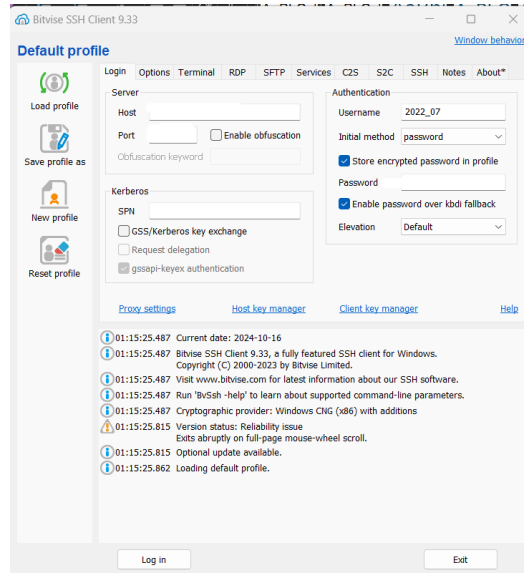 Bitvise SSH Client 9.33
Default profile
Window behavior
Load profile
Save profile as
New profile
Reset profile
Login Options Terminal RDP SFTP Services C2S S2C SSH Notes About*
Server
Host
Port Enable obfuscation
Obfuscation keyword
Kerberos
SPN
GSS/Kerberos key exchange
Request delegation
gssapi-keyex authentication
Authentication
Username 2022_07
Initial method password
Store encrypted password in profile
Password
Enable password over kbdi fallback
Elevation Default
Proxy settings Host key manager Client key manager Help
01:15:25.487 Current date: 2024-10-16
01:15:25.487 Bitvise SSH Client 9.33, a fully featured SSH client for Windows.
Copyright (C) 2000-2023 by Bitvise Limited.
01:15:25.487 Visit www.bitvise.com for latest information about our SSH software.
01:15:25.487 Run 'BvSsh -help' to learn about supported command-line parameters.
01:15:25.487 Cryptographic provider: Windows CNG (x86) with additions
01:15:25.815 Version status: Reliability issue
Exits abruptly on full-page mouse-wheel scroll.
01:15:25.815 Optional update available.
01:15:25.862 Loading default profile.
Log in Exit